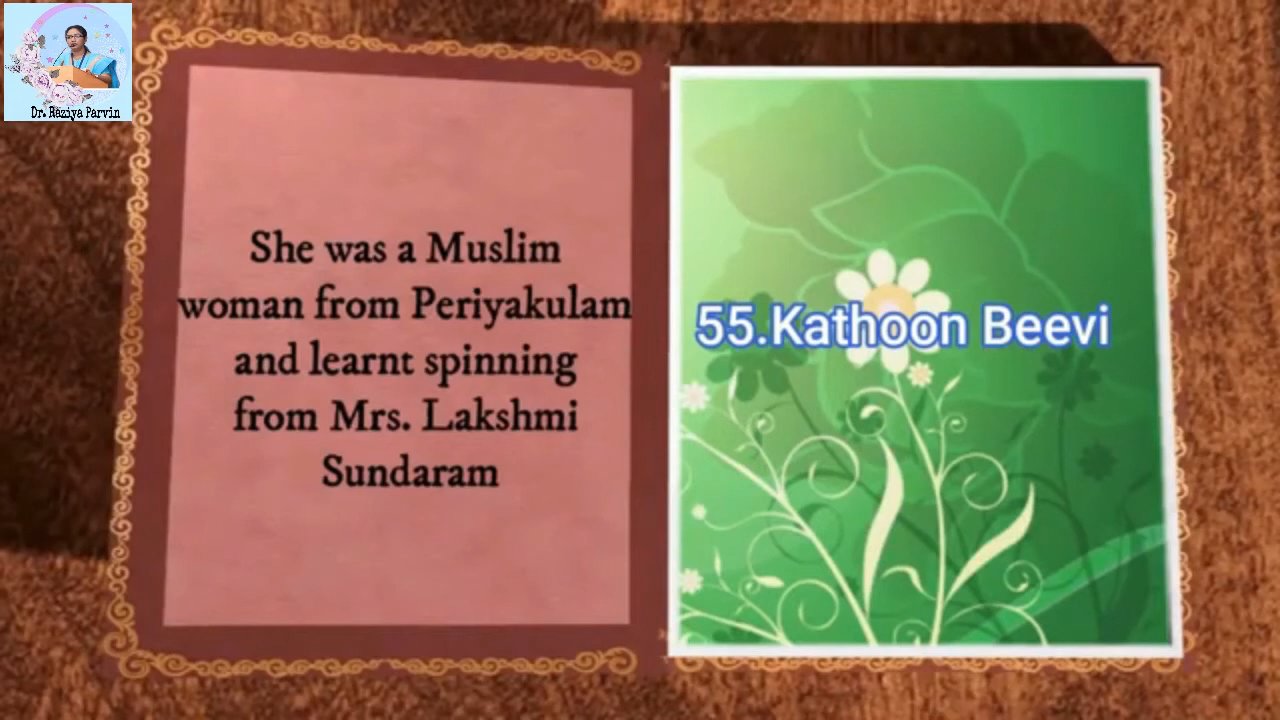 Dr. Raziya Parvin
She was a Muslim
woman from Periyakulam
and learnt spinning
from Mrs. Lakshmi
Sundaram
55.Kathoon Beevi